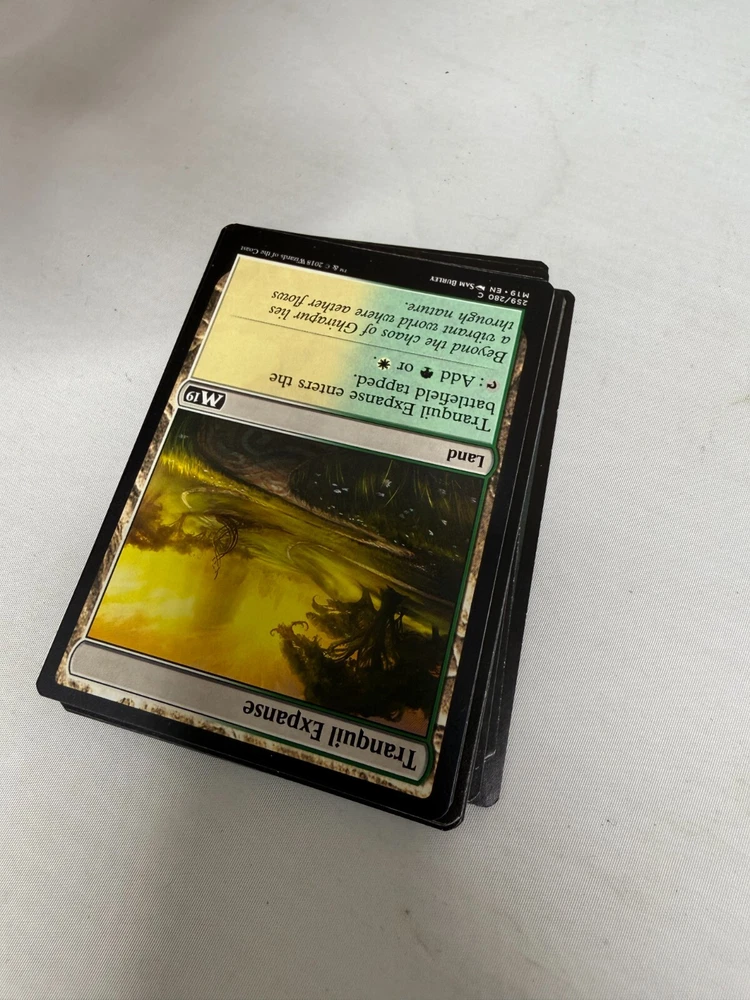 Tranquil Expanse
Land
M19
Tranquil Expanse enters the
battlefield tapped.
: Add or .
Beyond the chaos of Ghirapur lies
a vibrant world where aether flows
through nature.
259/280 C
M19 • EN SAM BURLEY
™ & © 2018 Wizards of the Coast